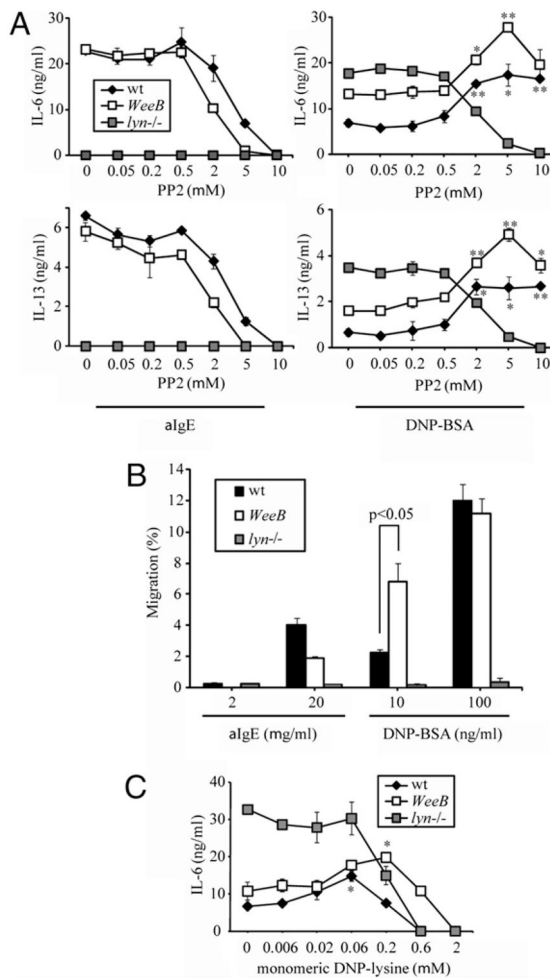 A
IL-6 (ng/ml)
30
20
10
0
wt
WeeB
lyn-/-
0 0.05 0.2 0.5 2 5 10
PP2 (mM)
IL-6 (ng/ml)
30
20
10
0
* ** **
** * **
0 0.05 0.2 0.5 2 5 10
PP2 (mM)
IL-13 (ng/ml)
6
4
2
0
0 0.05 0.2 0.5 2 5 10
PP2 (mM)
aIgE
IL-13 (ng/ml)
6
4
2
0
** ** *
* * **
0 0.05 0.2 0.5 2 5 10
PP2 (mM)
DNP-BSA
B
Migration (%)
14
12
10
8
6
4
2
0
wt
WeeB
lyn-/-
p<0.05
2 20 10 100
aIgE (mg/ml) DNP-BSA (ng/ml)
C
IL-6 (ng/ml)
40
30
20
10
0
wt
WeeB
lyn-/-
*
*
0 0.006 0.02 0.06 0.2 0.6 2
monomeric DNP-lysine (mM)